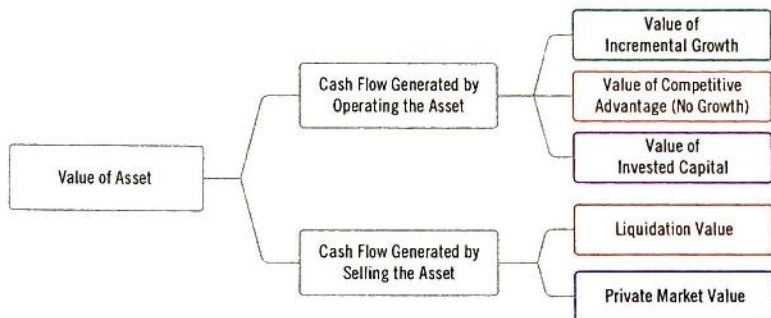 Value of
Incremental Growth
Cash Flow Generated by
Operating the Asset
Value of Competitive
Advantage (No Growth)
Value of
Invested Capital
Value of Asset
Cash Flow Generated by
Selling the Asset
Liquidation Value
Private Market Value